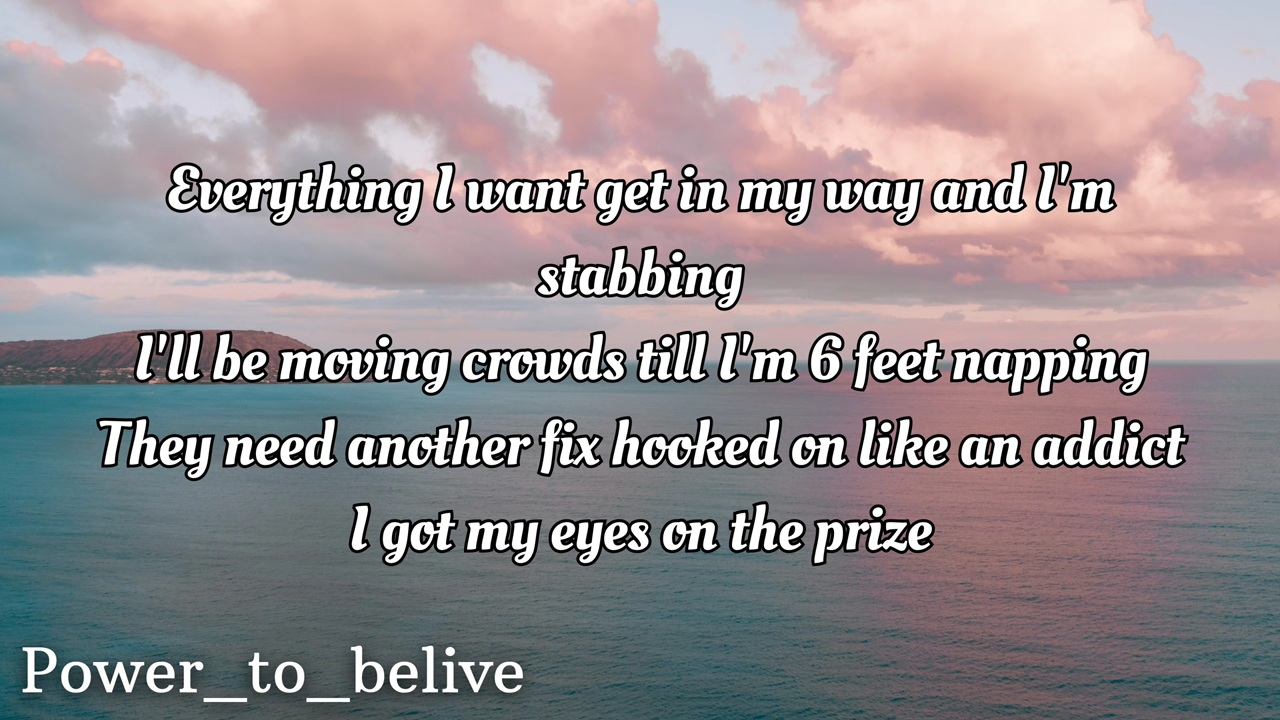 Everything I want get in my way and I'm
stabbing
I'll be moving crowds till I'm 6 feet napping
They need another fix hooked on like an addict
I got my eyes on the prize
Power_to_belive